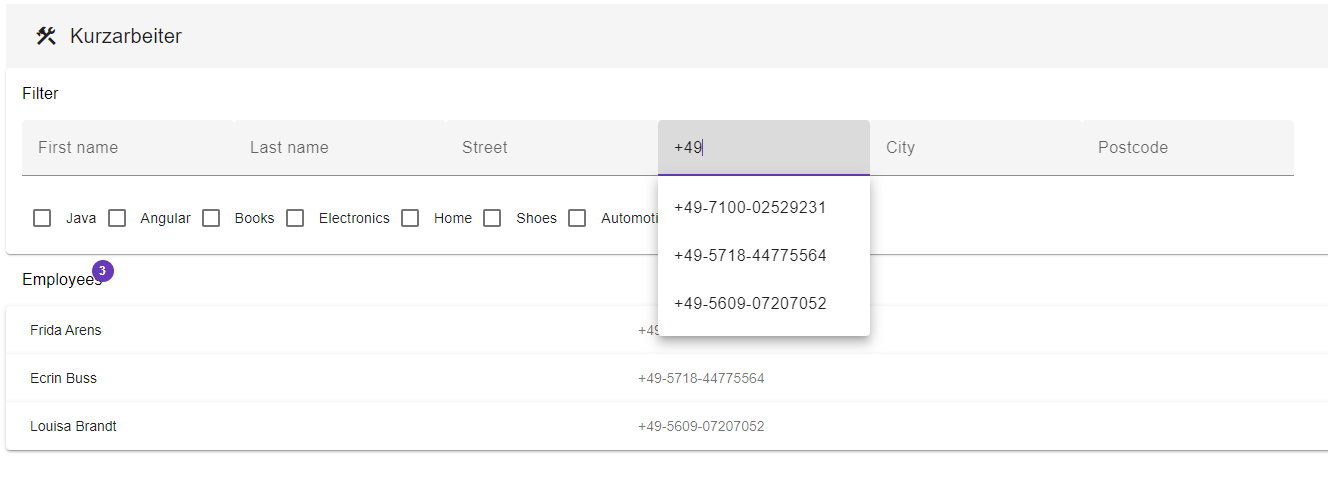 Kurzarbeiter
Filter
First name Last name Street +49 City Postcode
+49-7100-02529231
+49-5718-44775564
+49-5609-07207052
Java Angular Books Electronics Home Shoes Automoti
Employees 3
Frida Arens +49
Ecrin Buss +49-5718-44775564
Louisa Brandt +49-5609-07207052